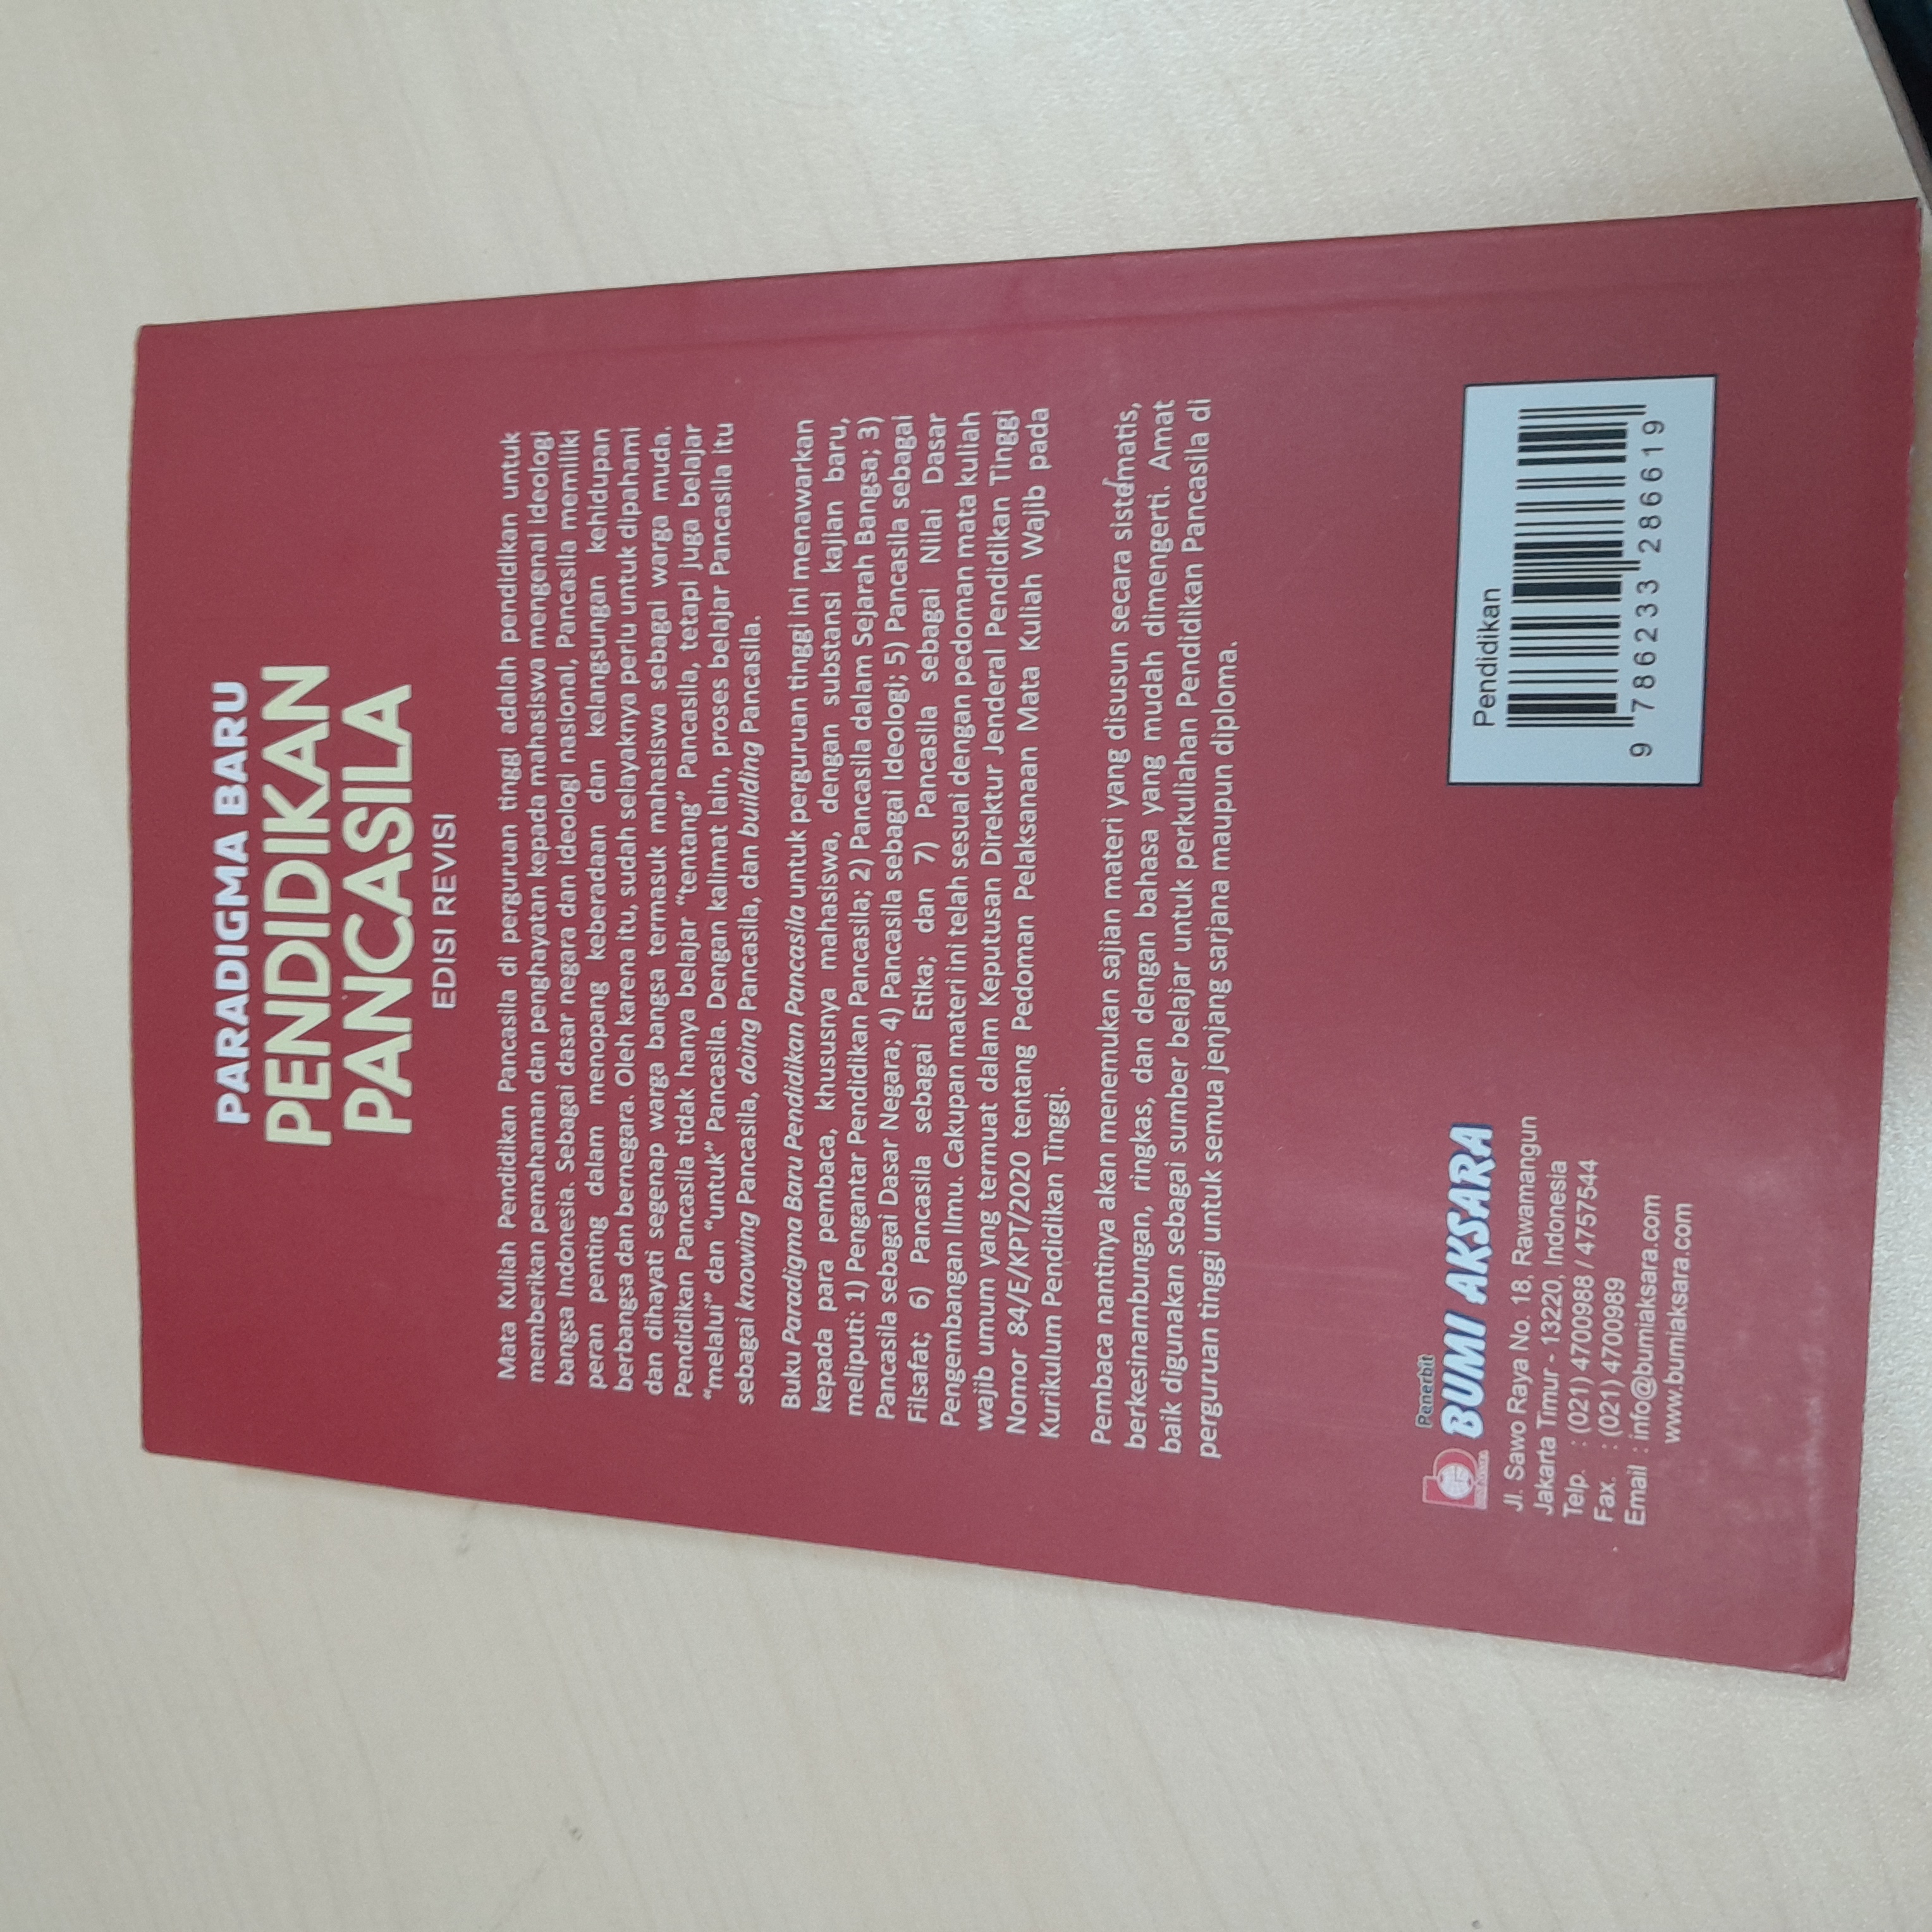 PARADIGMA BARU
PENDIDIKAN
PANCASILA
EDISI REVISI
Mata Kuliah Pendidikan Pancasila di perguruan tinggi adalah pendidikan untuk
memberikan pemahaman dan penghayatan kepada mahasiswa mengenai ideologi
bangsa Indonesia. Sebagai dasar negara dan ideologi nasional, Pancasila memiliki
peran penting dalam menopang keberadaan dan kelangsungan kehidupan
berbangsa dan bernegara. Oleh karena itu, sudah selayaknya perlu untuk dipahami
dan dihayati segenap warga bangsa termasuk mahasiswa sebagai warga muda.
Pendidikan Pancasila tidak hanya belajar “tentang” Pancasila, tetapi juga belajar
“melalui” dan “untuk” Pancasila. Dengan kalimat lain, proses belajar Pancasila itu
sebagai knowing Pancasila, doing Pancasila, dan building Pancasila.
Buku Paradigma Baru Pendidikan Pancasila untuk perguruan tinggi ini menawarkan
kepada para pembaca, khususnya mahasiswa, dengan substansi kajian baru,
meliputi: 1) Pengantar Pendidikan Pancasila; 2) Pancasila dalam Sejarah Bangsa; 3)
Pancasila sebagai Dasar Negara; 4) Pancasila sebagai Ideologi; 5) Pancasila sebagai
Filsafat; 6) Pancasila sebagai Etika; dan 7) Pancasila sebagai Nilai Dasar
Pengembangan Ilmu. Cakupan materi ini telah sesuai dengan pedoman mata kuliah
wajib umum yang termuat dalam Keputusan Direktur Jenderal Pendidikan Tinggi
Nomor 84/E/KPT/2020 tentang Pedoman Pelaksanaan Mata Kuliah Wajib pada
Kurikulum Pendidikan Tinggi.
Pembaca nantinya akan menemukan sajian materi yang disusun secara sistematis,
berkesinambungan, ringkas, dan dengan bahasa yang mudah dimengerti. Amat
baik digunakan sebagai sumber belajar untuk perkuliahan Pendidikan Pancasila di
perguruan tinggi untuk semua jenjang sarjana maupun diploma.
Penerbit
BUMI AKSARA
Jl. Sawo Raya No. 18, Rawamangun
Jakarta Timur - 13220, Indonesia
Telp. : (021) 4700988 / 4757544
Fax. : (021) 4700989
Email : info@bumiaksara.com
www.bumiaksara.com
Pendidikan
9 786233 286619